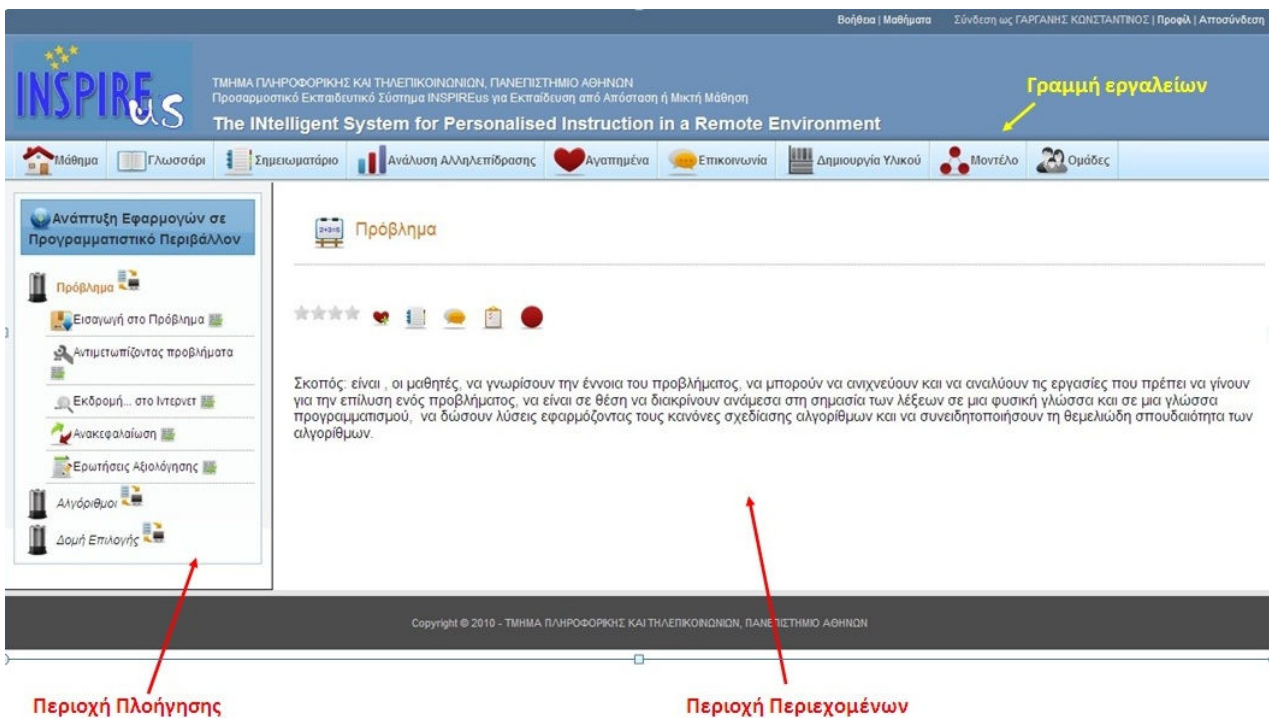 Βοήθεια | Μαθήματα Σύνδεση ως ΓΑΡΓΑΝΗΣ ΚΩΝΣΤΑΝΤΙΝΟΣ | Προφίλ | Αποσύνδεση
INSPIREus
ΤΜΗΜΑ ΠΛΗΡΟΦΟΡΙΚΗΣ ΚΑΙ ΤΗΛΕΠΙΚΟΙΝΩΝΙΩΝ, ΠΑΝΕΠΙΣΤΗΜΙΟ ΑΘΗΝΩΝ
Προσαρμοστικό Εκπαιδευτικό Σύστημα INSPIREus για Εκπαίδευση από Απόσταση ή Μικτή Μάθηση
The INtelligent System for Personalised Instruction in a Remote Environment
Γραμμή εργαλείων
Μάθημα Γλωσσάρι Σημειωματάριο Ανάλυση Αλληλεπίδρασης Αγαπημένα Επικοινωνία Δημιουργία Υλικού Μοντέλο Ομάδες
Ανάπτυξη Εφαρμογών σε
Προγραμματιστικό Περιβάλλον
Πρόβλημα
Εισαγωγή στο Πρόβλημα
Αντιμετωπίζοντας προβλήματα
Εκδρομή... στο Ιντερνετ
Ανακεφαλαίωση
Ερωτήσεις Αξιολόγησης
Αλγόριθμοι
Δομή Επιλογής
2+3=5
Πρόβλημα
Σκοπός: είναι , οι μαθητές, να γνωρίσουν την έννοια του προβλήματος, να μπορούν να ανιχνεύουν και να αναλύουν τις εργασίες που πρέπει να γίνουν
για την επίλυση ενός προβλήματος, να είναι σε θέση να διακρίνουν ανάμεσα στη σημασία των λέξεων σε μια φυσική γλώσσα και σε μια γλώσσα
προγραμματισμού, να δώσουν λύσεις εφαρμόζοντας τους κανόνες σχεδίασης αλγορίθμων και να συνειδητοποιήσουν τη θεμελιώδη σπουδαιότητα των
αλγορίθμων.
Copyright © 2010 - ΤΜΗΜΑ ΠΛΗΡΟΦΟΡΙΚΗΣ ΚΑΙ ΤΗΛΕΠΙΚΟΙΝΩΝΙΩΝ, ΠΑΝΕΠΙΣΤΗΜΙΟ ΑΘΗΝΩΝ
Περιοχή Πλοήγησης
Περιοχή Περιεχομένων